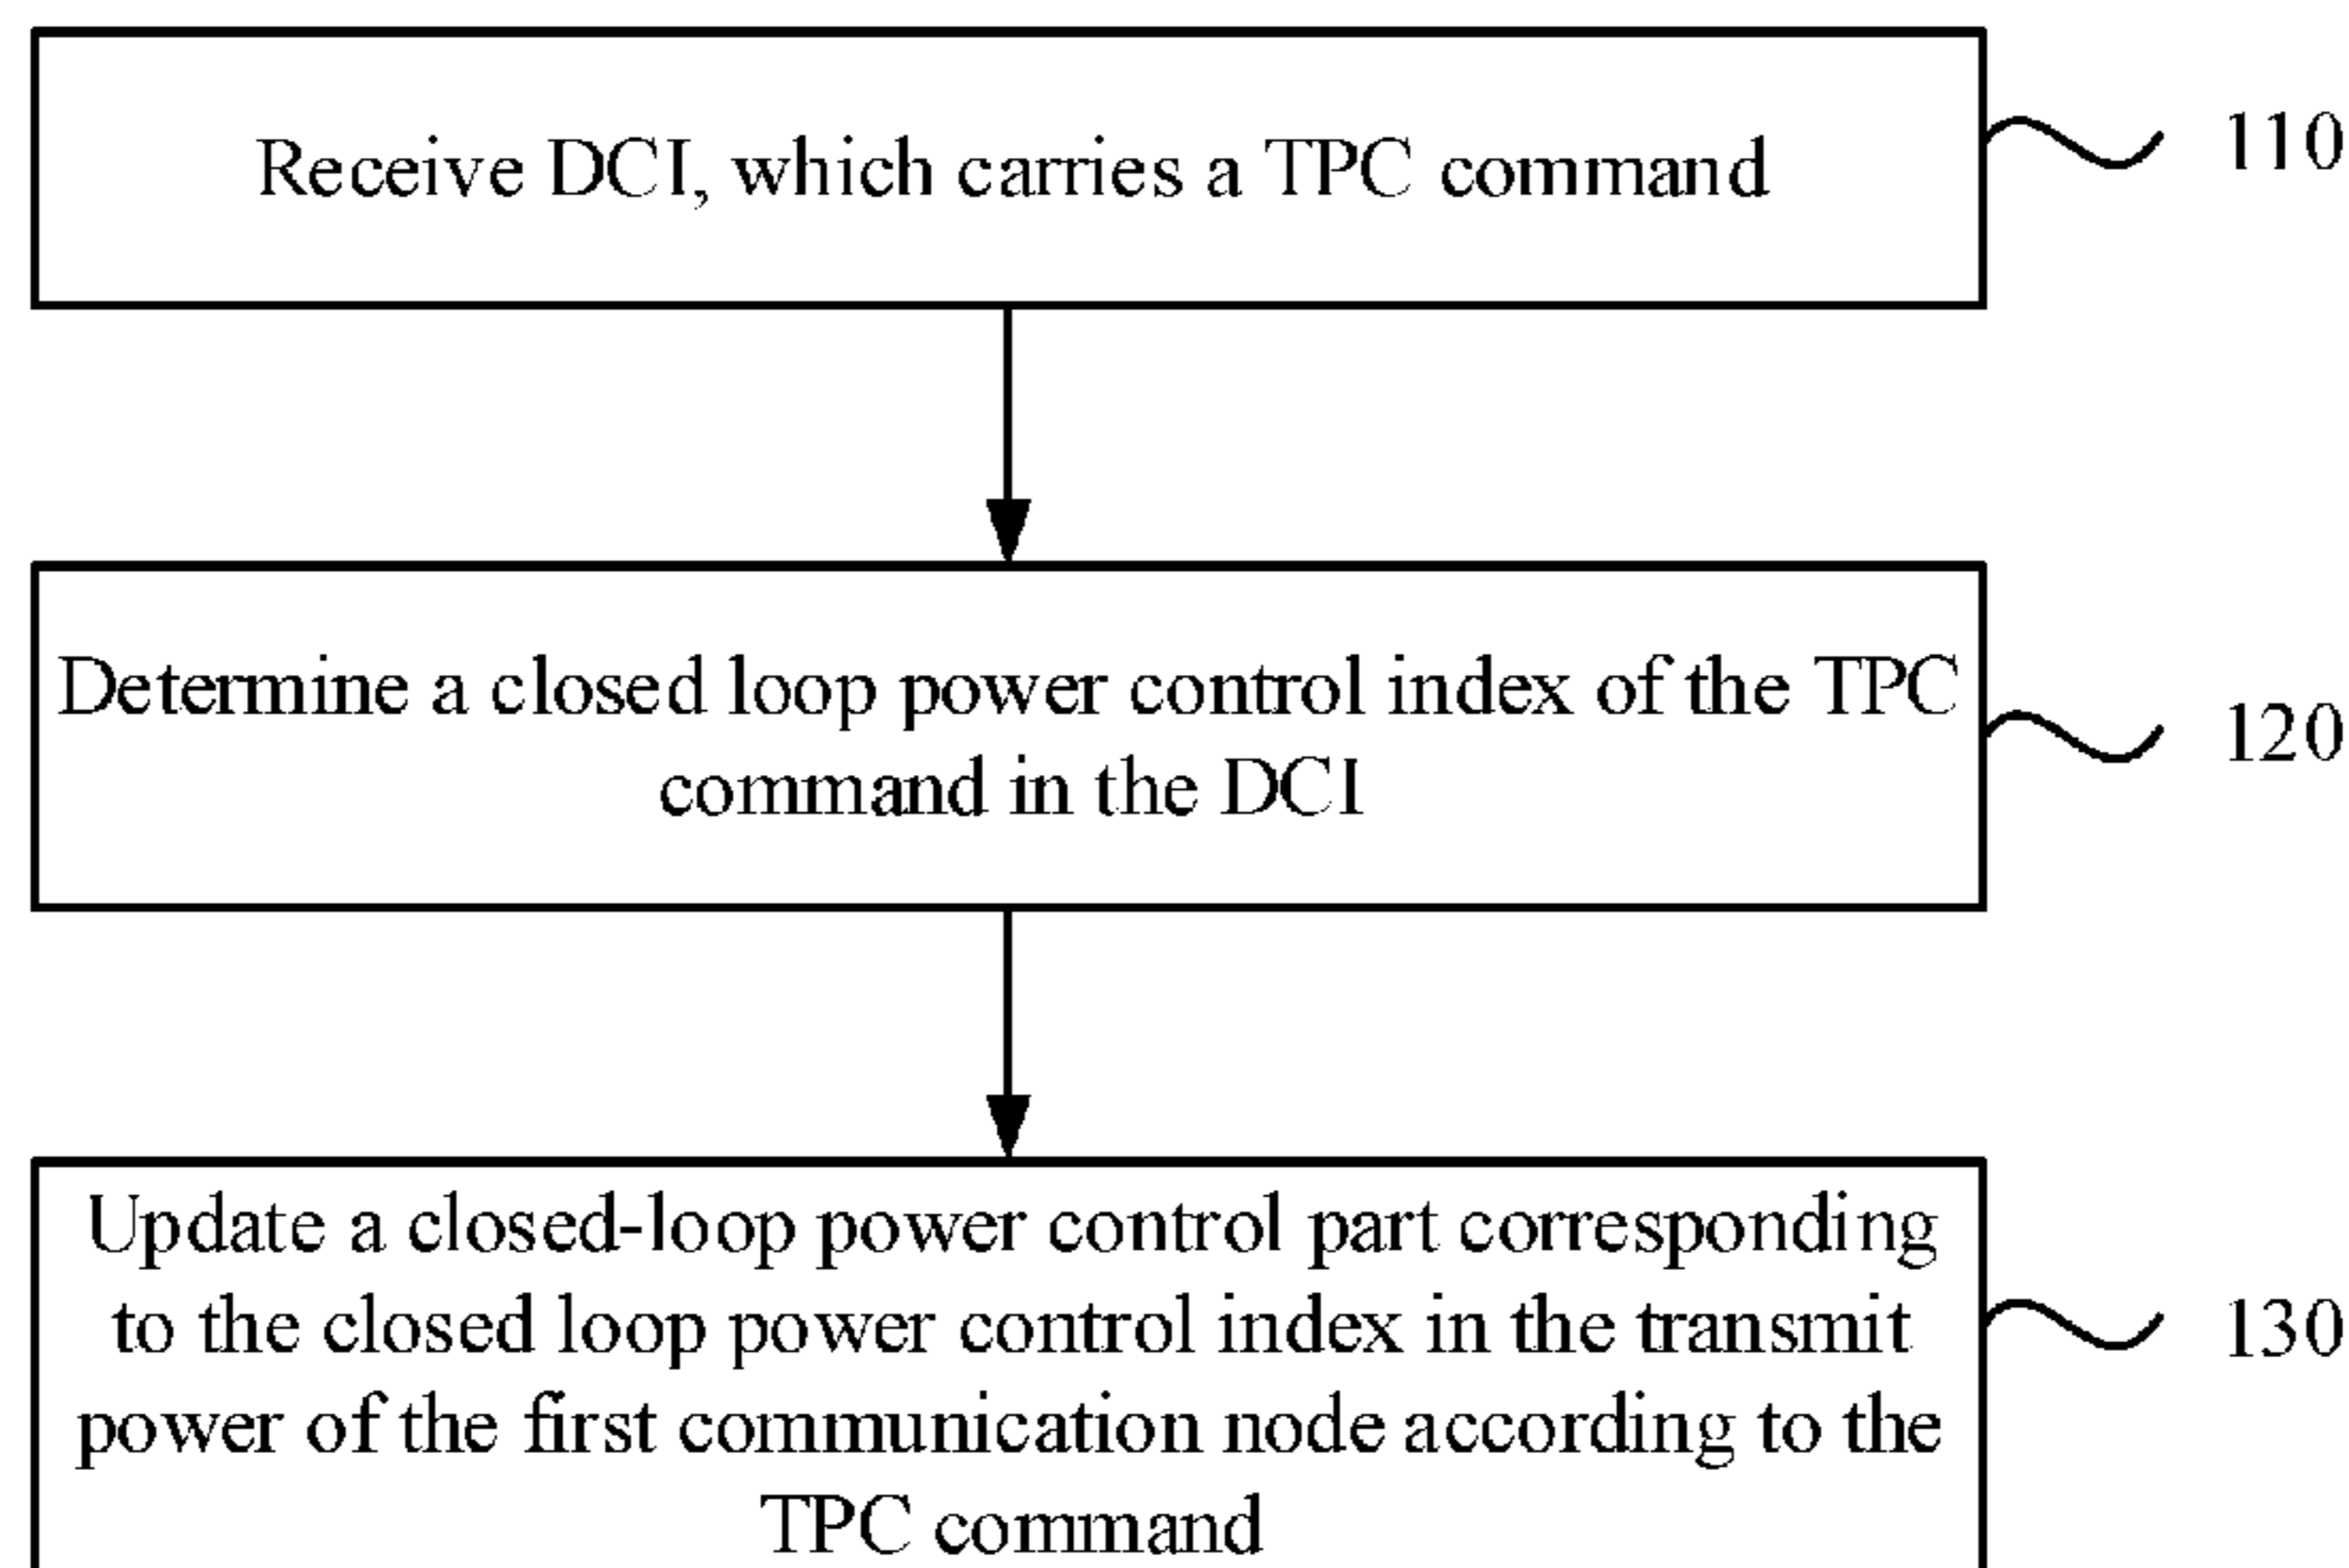 Receive DCI, which carries a TPC command
110
Determine a closed loop power control index of the TPC
command in the DCI
120
Update a closed-loop power control part corresponding
to the closed loop power control index in the transmit
power of the first communication node according to the
TPC command
130